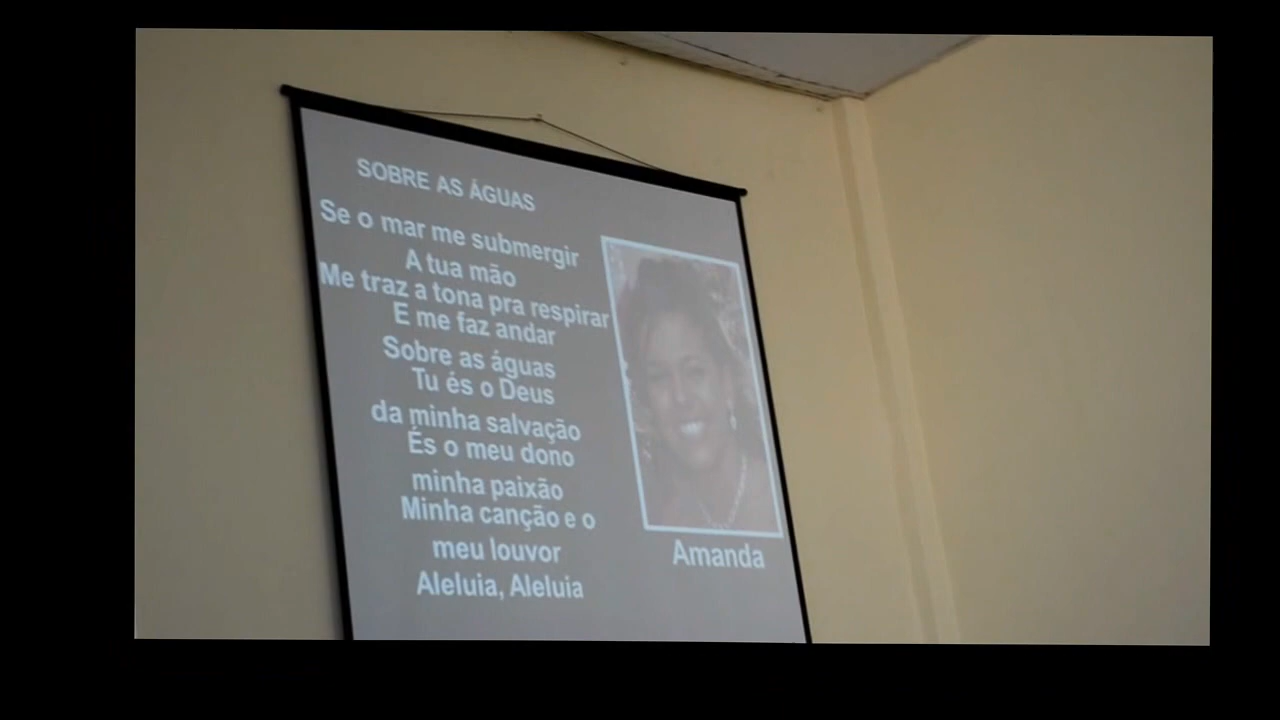 SOBRE AS ÁGUAS
Se o mar me submergir
A tua mão
Me traz a tona pra respirar
E me faz andar
Sobre as águas
Tu és o Deus
da minha salvação
És o meu dono
minha paixão
Minha canção e o
meu louvor
Aleluia, Aleluia
Amanda